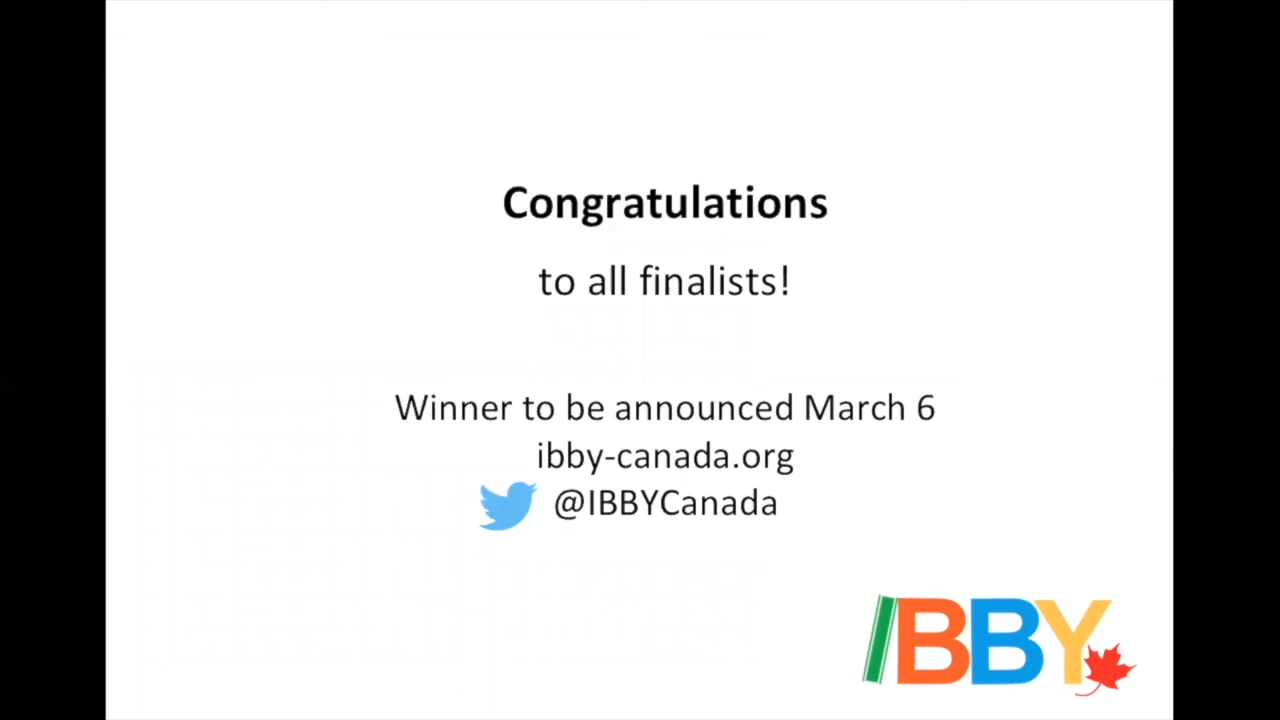 Congratulations
to all finalists!
Winner to be announced March 6
ibby-canada.org
@IBBYCanada
IBBY